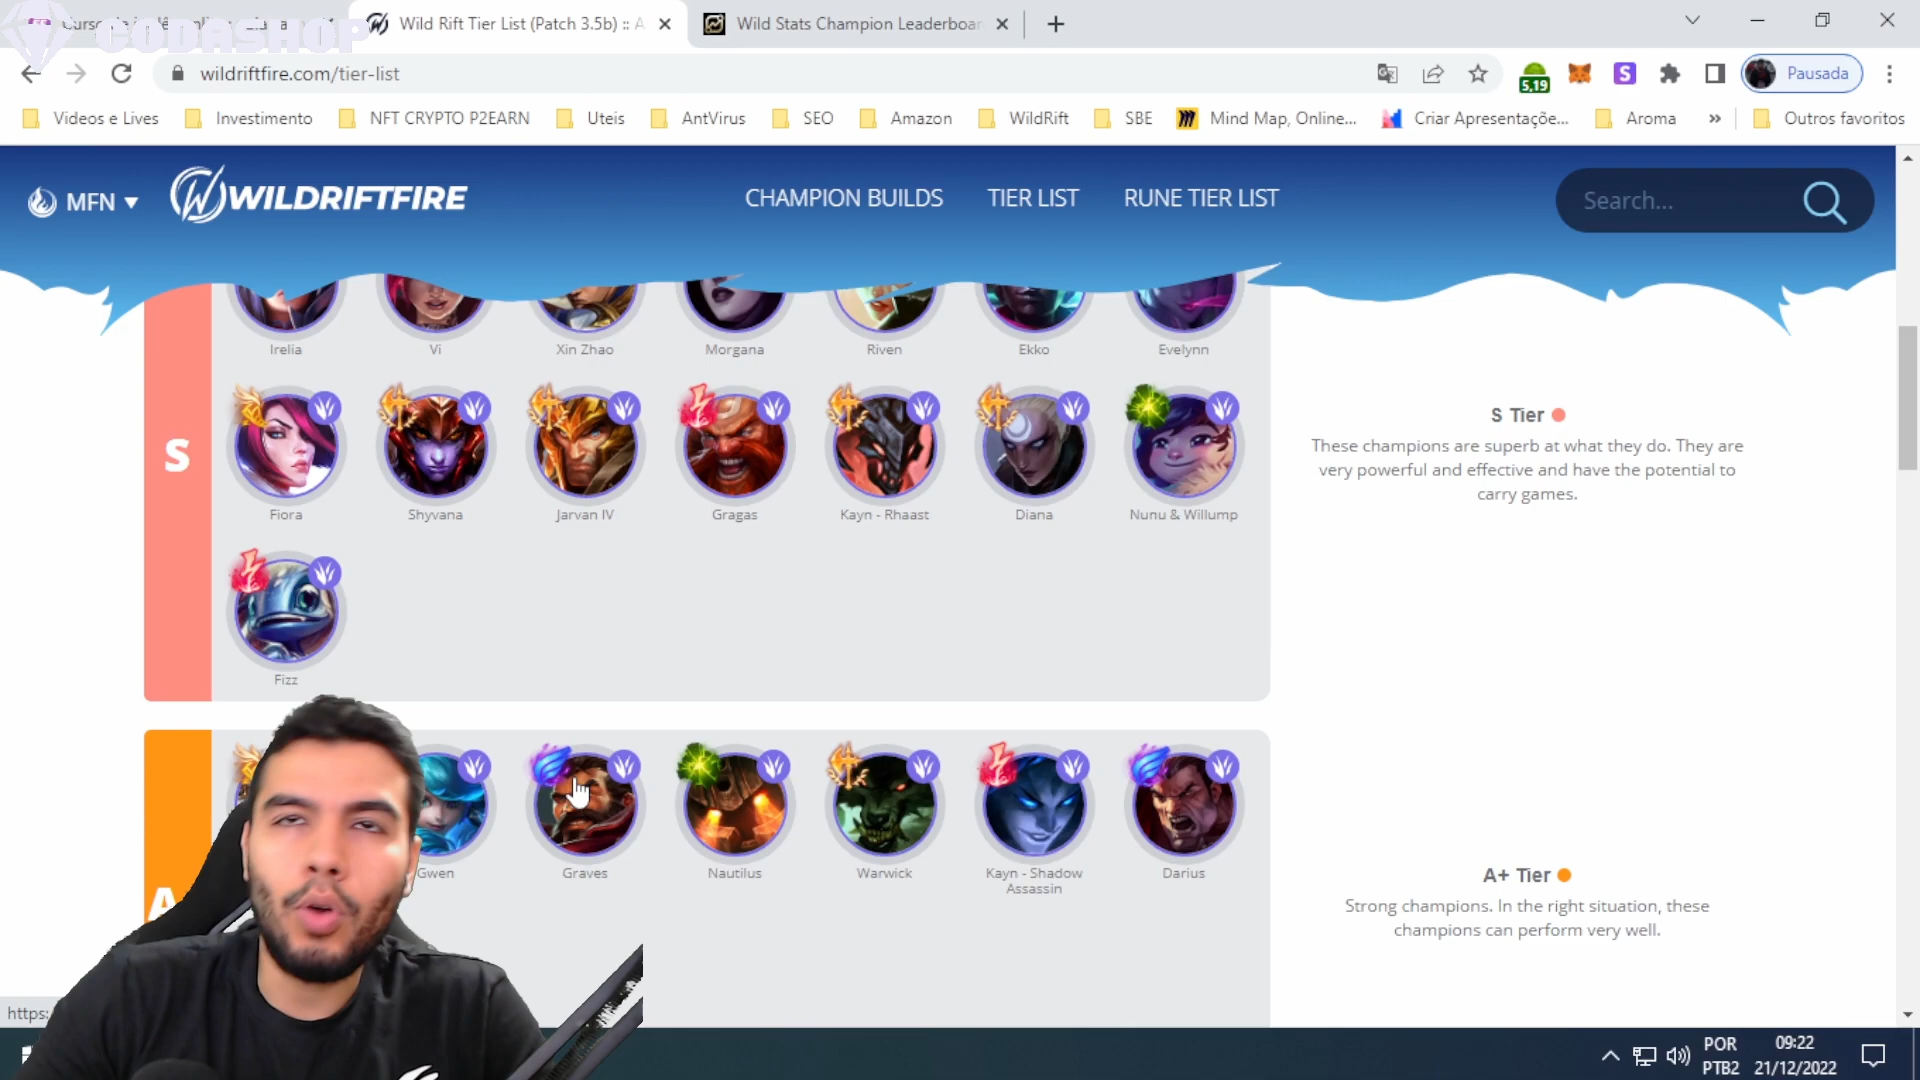 CODASHOP
Wild Rift Tier List (Patch 3.5b) :: A
Wild Stats Champion Leaderboar
wildriftfire.com/tier-list
5,19
S
Pausada
Videos e Lives
Investimento
NFT CRYPTO P2EARN
Uteis
AntVirus
SEO
Amazon
WildRift
SBE
Mind Map, Online...
Criar Apresentaçõe...
Aroma
»
Outros favoritos
MFN
WILDRIFTFIRE
CHAMPION BUILDS
TIER LIST
RUNE TIER LIST
Search...
Irelia
Vi
Xin Zhao
Morgana
Riven
Ekko
Evelynn
S
Fiora
Shyvana
Jarvan IV
Gragas
Kayn - Rhaast
Diana
Nunu & Willump
Fizz
S Tier
These champions are superb at what they do. They are
very powerful and effective and have the potential to
carry games.
Gwen
Graves
Nautilus
Warwick
Kayn - Shadow
Assassin
Darius
A+ Tier
Strong champions. In the right situation, these
champions can perform very well.
https:
POR
PTB2
09:22
21/12/2022